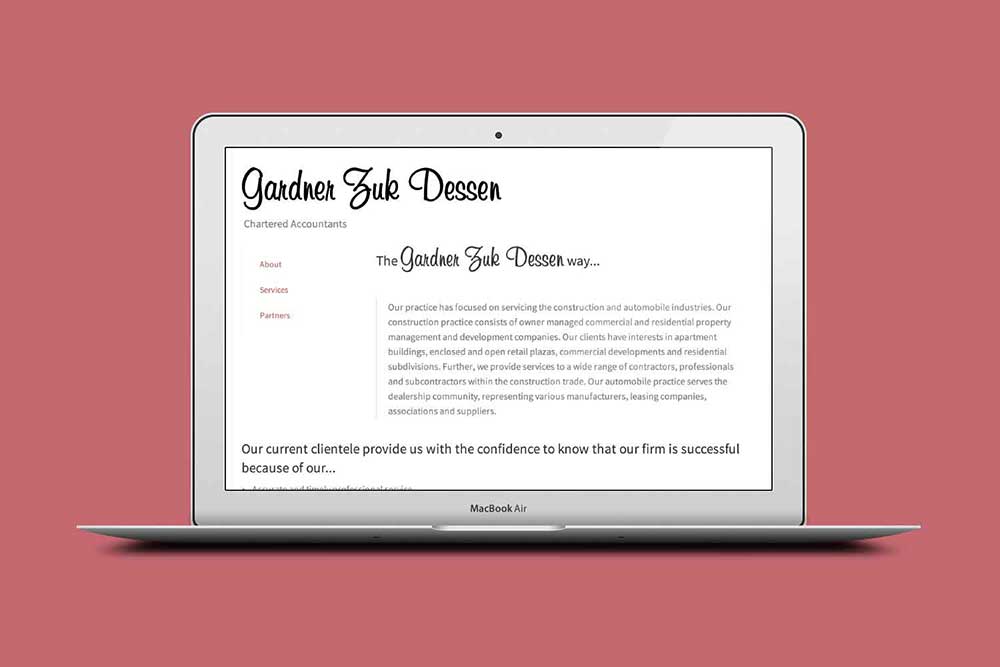 Gardner Zuk Dessen
Chartered Accountants
About
Services
Partners
The Gardner Zuk Dessen way...
Our practice has focused on servicing the construction and automobile industries. Our
construction practice consists of owner managed commercial and residential property
management and development companies. Our clients have interests in apartment
buildings, enclosed and open retail plazas, commercial developments and residential
subdivisions. Further, we provide services to a wide range of contractors, professionals
and subcontractors within the construction trade. Our automobile practice serves the
dealership community, representing various manufacturers, leasing companies,
associations and suppliers.
Our current clientele provide us with the confidence to know that our firm is successful
because of our...
• Accurate and timely professional service
MacBook Air